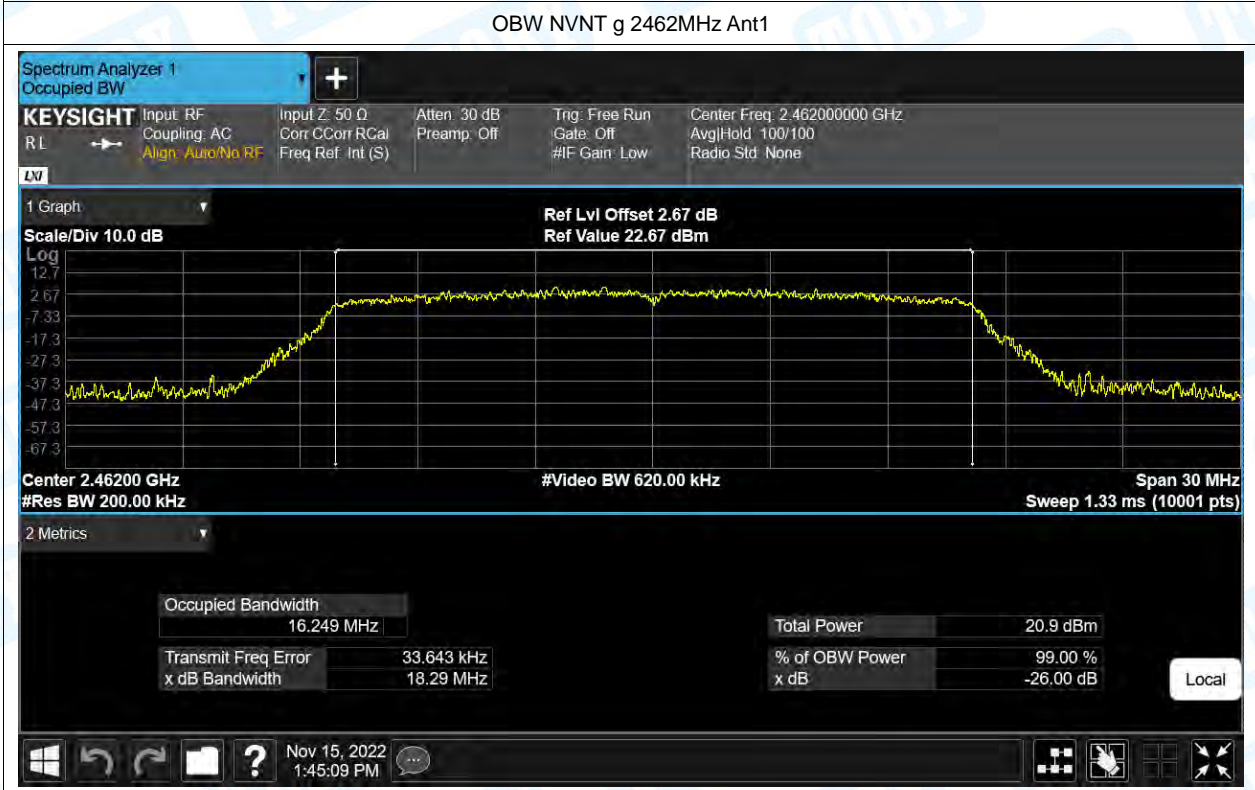 OBW NVNT g 2462MHz Ant1
Spectrum Analyzer 1
Occupied BW
KEYSIGHT
R L
LXI
Input: RF
Coupling: AC
Align: Auto/No RF
Input Z: 50 Ω
Corr CCorr RCal
Freq Ref: Int (S)
Atten: 30 dB
Preamp: Off
Trig: Free Run
Gate: Off
#IF Gain: Low
Center Freq: 2.462000000 GHz
Avg|Hold: 100/100
Radio Std: None
1 Graph
Scale/Div 10.0 dB
Ref Lvl Offset 2.67 dB
Ref Value 22.67 dBm
Log
12.7
2.67
-7.33
-17.3
-27.3
-37.3
-47.3
-57.3
-67.3
Center 2.46200 GHz
#Res BW 200.00 kHz
#Video BW 620.00 kHz
Span 30 MHz
Sweep 1.33 ms (10001 pts)
2 Metrics
Occupied Bandwidth
16.249 MHz
Transmit Freq Error 33.643 kHz
x dB Bandwidth 18.29 MHz
Total Power 20.9 dBm
% of OBW Power 99.00 %
x dB -26.00 dB
Local
?
Nov 15, 2022
1:45:09 PM